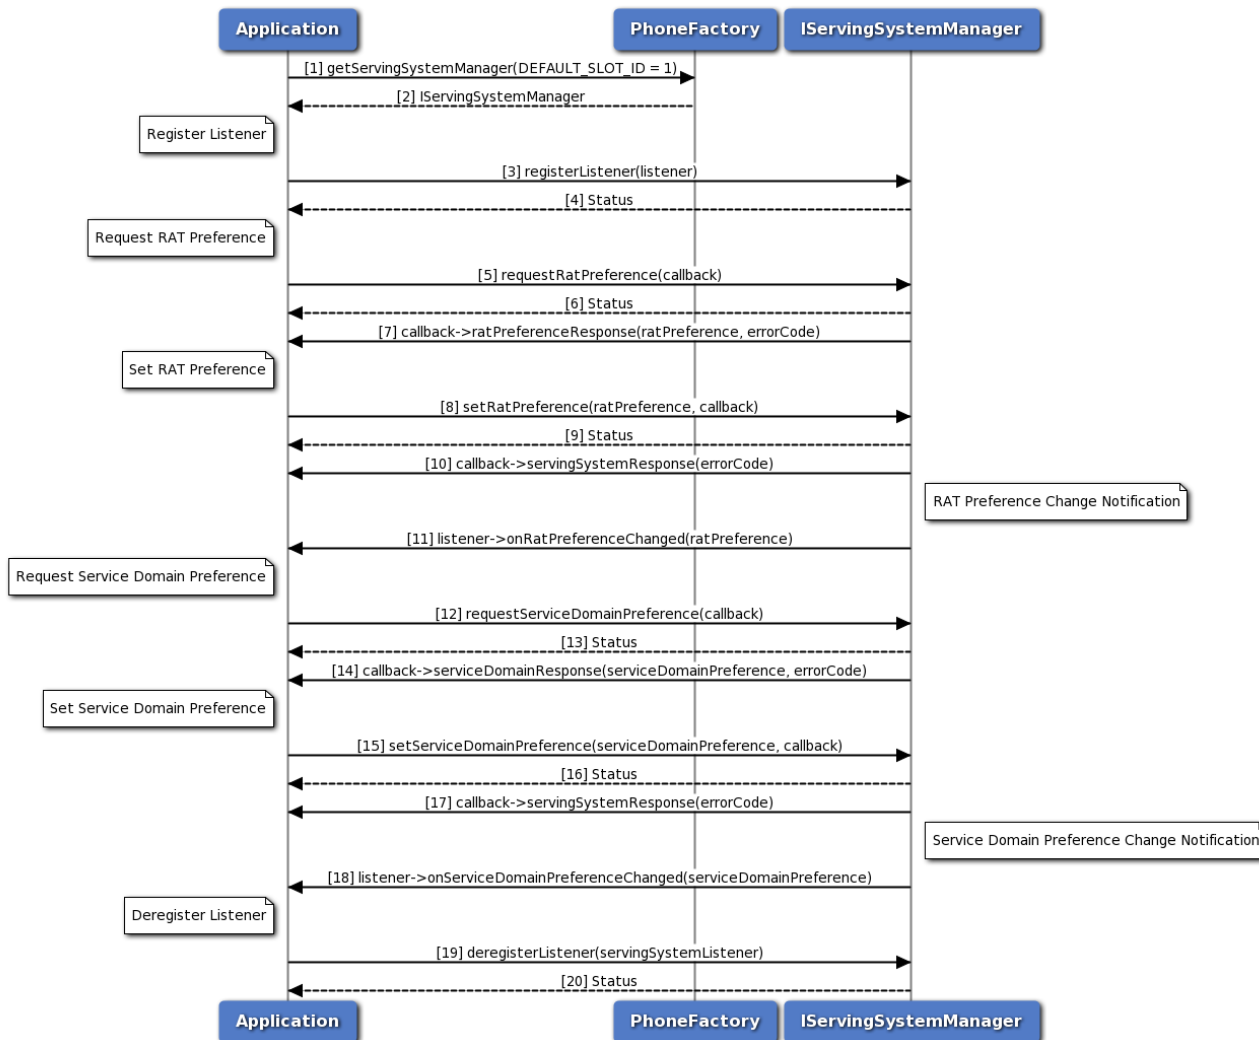 Application PhoneFactory IServingSystemManager
[1] getServingSystemManager(DEFAULT_SLOT_ID = 1)
[2] IServingSystemManager
Register Listener
[3] registerListener(listener)
[4] Status
Request RAT Preference
[5] requestRatPreference(callback)
[6] Status
[7] callback->ratPreferenceResponse(ratPreference, errorCode)
Set RAT Preference
[8] setRatPreference(ratPreference, callback)
[9] Status
[10] callback->servingSystemResponse(errorCode)
RAT Preference Change Notification
[11] listener->onRatPreferenceChanged(ratPreference)
Request Service Domain Preference
[12] requestServiceDomainPreference(callback)
[13] Status
[14] callback->serviceDomainResponse(serviceDomainPreference, errorCode)
Set Service Domain Preference
[15] setServiceDomainPreference(serviceDomainPreference, callback)
[16] Status
[17] callback->servingSystemResponse(errorCode)
Service Domain Preference Change Notification
[18] listener->onServiceDomainPreferenceChanged(serviceDomainPreference)
Deregister Listener
[19] deregisterListener(servingSystemListener)
[20] Status
Application PhoneFactory IServingSystemManager